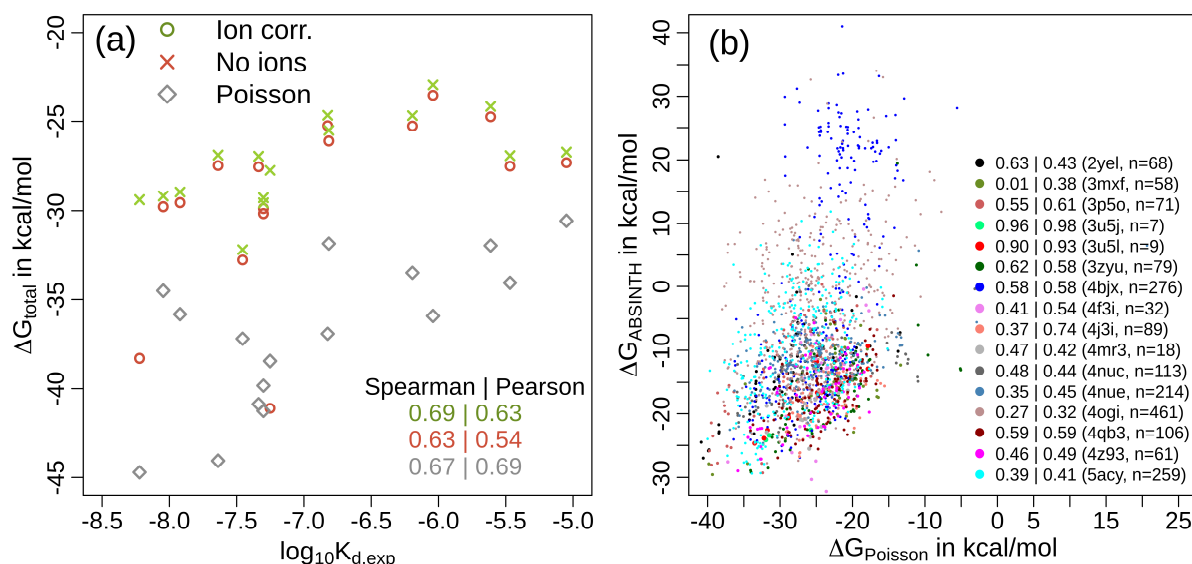 (a)
Ion corr.
No ions
Poisson
-20
-25
-30
-35
-40
-45
ΔGtotal in kcal/mol
Spearman | Pearson
0.69 | 0.63
0.63 | 0.54
0.67 | 0.69
-8.5 -8.0 -7.5 -7.0 -6.5 -6.0 -5.5 -5.0
log10Kd,exp
(b)
40
30
20
10
0
-10
-20
-30
ΔGABSINTH in kcal/mol
0.63 | 0.43 (2yel, n=68)
0.01 | 0.38 (3mxf, n=58)
0.55 | 0.61 (3p5o, n=71)
0.96 | 0.98 (3u5j, n=7)
0.90 | 0.93 (3u5l, n=9)
0.62 | 0.58 (3zyu, n=79)
0.58 | 0.58 (4bjx, n=276)
0.41 | 0.54 (4f3i, n=32)
0.37 | 0.74 (4j3i, n=89)
0.47 | 0.42 (4mr3, n=18)
0.48 | 0.44 (4nuc, n=113)
0.35 | 0.45 (4nue, n=214)
0.27 | 0.32 (4ogi, n=461)
0.59 | 0.59 (4qb3, n=106)
0.46 | 0.49 (4z93, n=61)
0.39 | 0.41 (5acy, n=259)
-40 -30 -20 -10 0 5 15 25
ΔGPoisson in kcal/mol